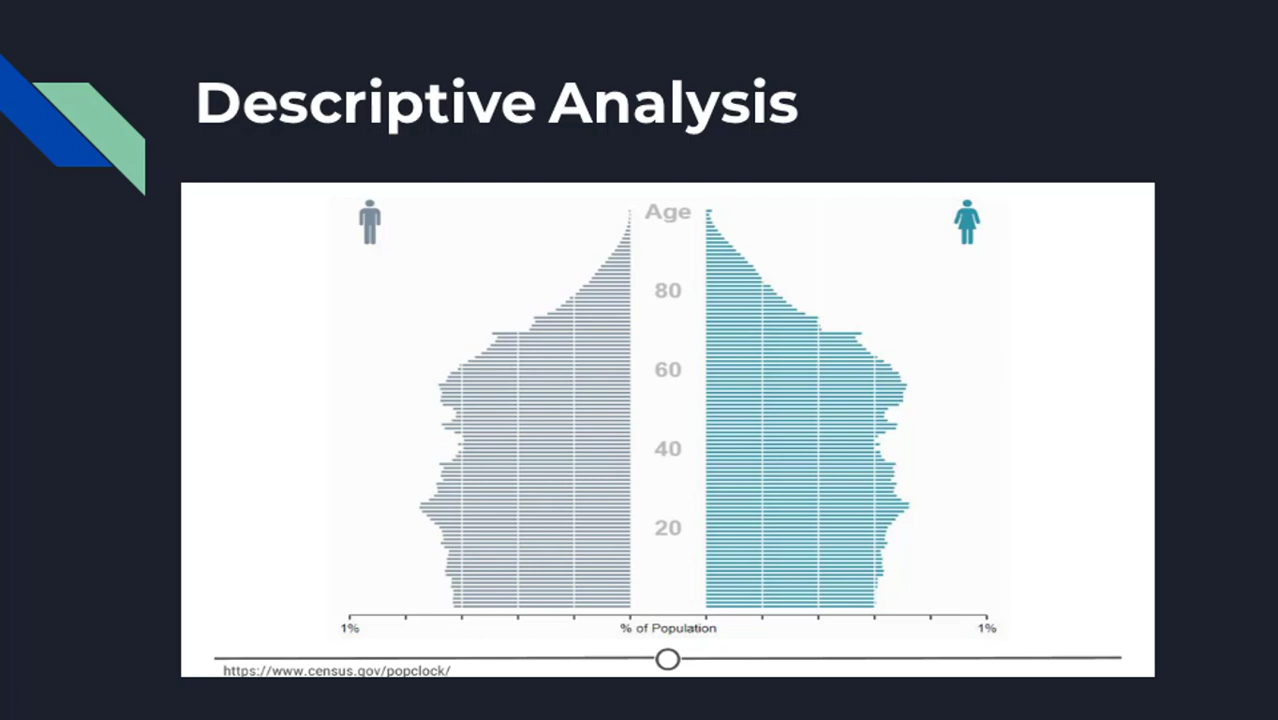 Descriptive Analysis
Age
80
60
40
20
1%
% of Population
1%
https://www.census.gov/popclock/